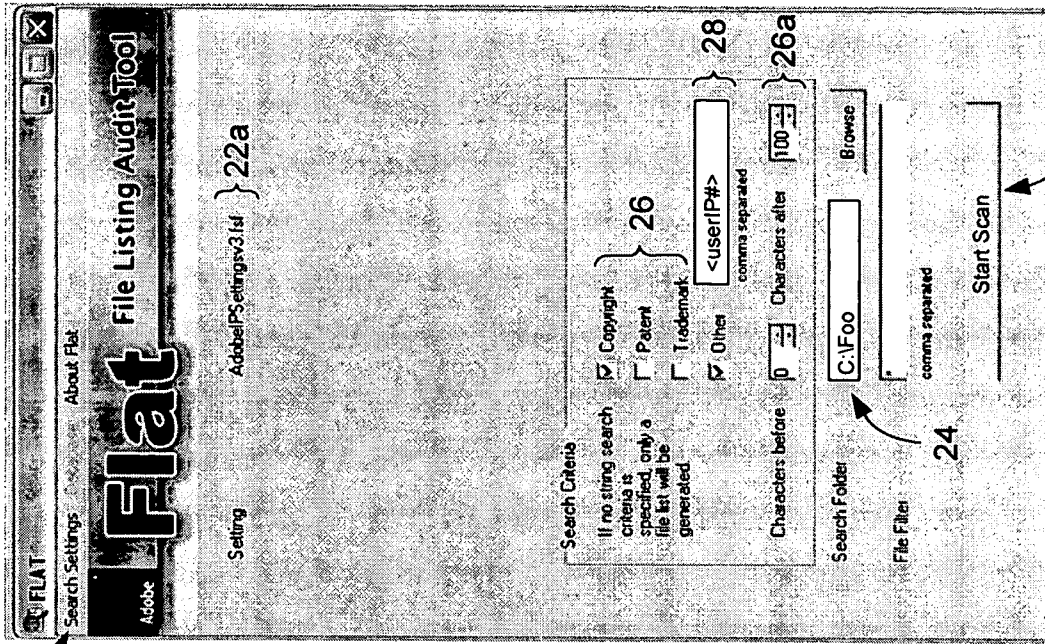 FLAT
Search Settings About Flat
Adobe Flat File Listing Audit Tool
Setting AdobeIPSettingsv3.fsf 22a
Search Criteria
If no string search
criteria is
specified, only a
file list will be
generated.
Copyright
Patent
Trademark
26
Other <userIP#> 28
comma separated
Characters before 0 Characters after 100 26a
Search Folder C:\Foo Browse
24
File Filter *
comma separated
Start Scan